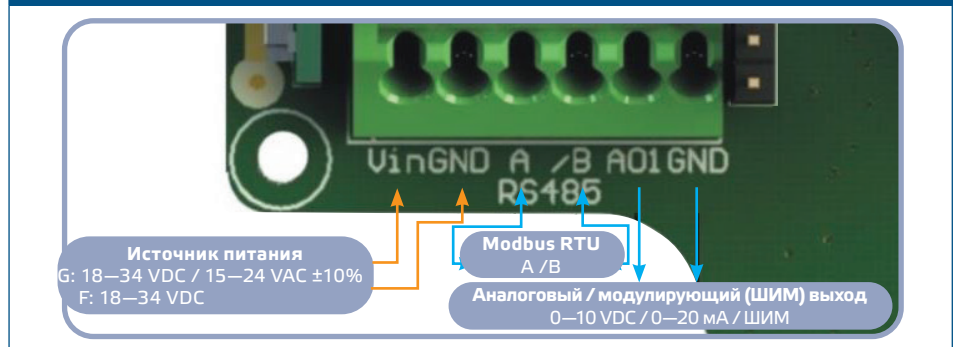 VinGND A /B AO1 GND
RS485
Источник питания
G: 18—34 VDC / 15—24 VAC ±10%
F: 18—34 VDC
Modbus RTU
A /B
Аналоговый / модулирующий (ШИМ) выход
0—10 VDC / 0—20 мА / ШИМ